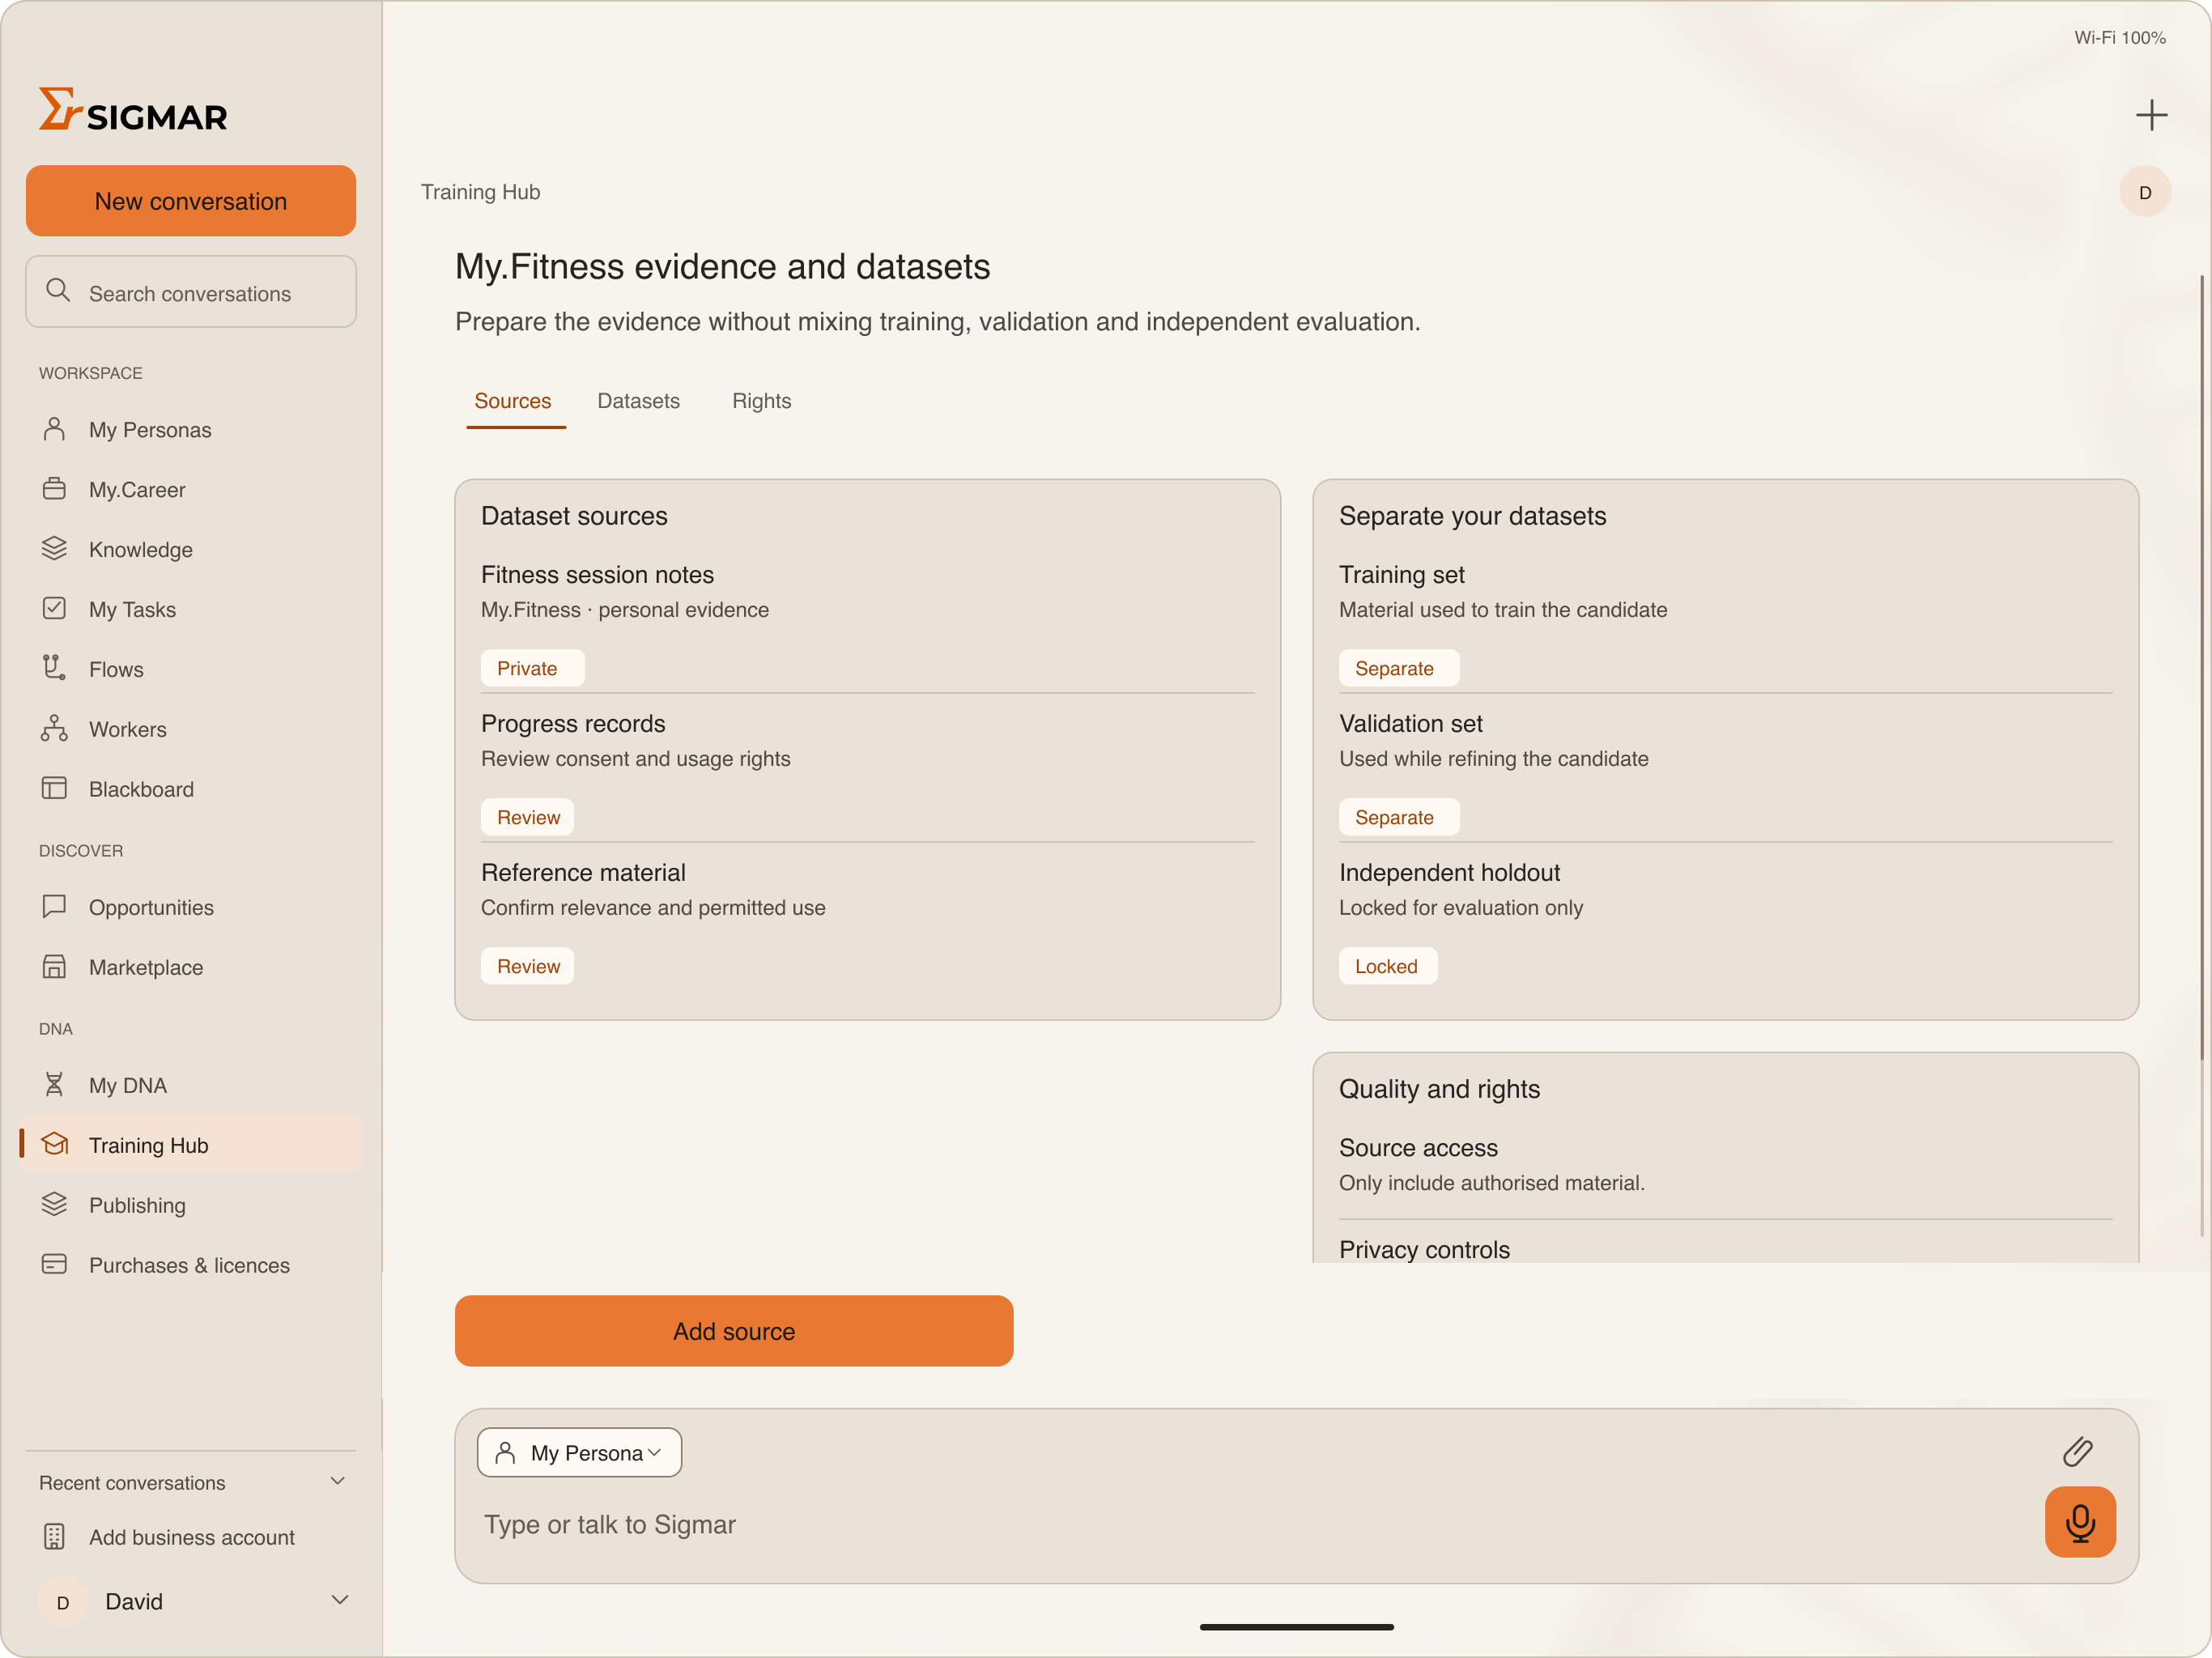 Wi-Fi 100%
SIGMAR
New conversation
Search conversations
WORKSPACE
My Personas
My.Career
Knowledge
My Tasks
Flows
Workers
Blackboard
DISCOVER
Opportunities
Marketplace
DNA
My DNA
Training Hub
Publishing
Purchases & licences
Recent conversations
Add business account
D
David
Training Hub
D
My.Fitness evidence and datasets
Prepare the evidence without mixing training, validation and independent evaluation.
Sources
Datasets
Rights
Dataset sources
Fitness session notes
My.Fitness · personal evidence
Private
Progress records
Review consent and usage rights
Review
Reference material
Confirm relevance and permitted use
Review
Separate your datasets
Training set
Material used to train the candidate
Separate
Validation set
Used while refining the candidate
Separate
Independent holdout
Locked for evaluation only
Locked
Quality and rights
Source access
Only include authorised material.
Privacy controls
Add source
My Persona
Type or talk to Sigmar